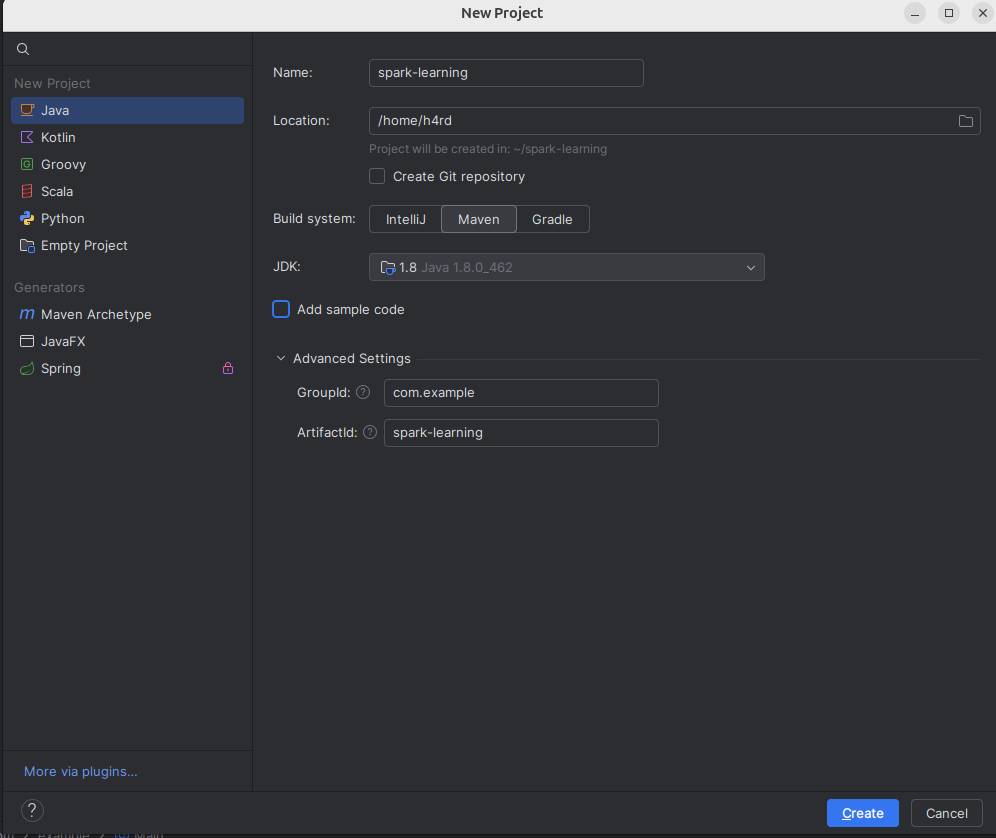 New Project
New Project
Java
Kotlin
Groovy
Scala
Python
Empty Project
Generators
Maven Archetype
JavaFX
Spring
More via plugins...
Name: spark-learning
Location: /home/h4rd
Project will be created in: ~/spark-learning
Create Git repository
Build system: IntelliJ Maven Gradle
JDK: 1.8 Java 1.8.0_462
Add sample code
Advanced Settings
GroupId: ? com.example
ArtifactId: ? spark-learning
? Create Cancel
example > Main